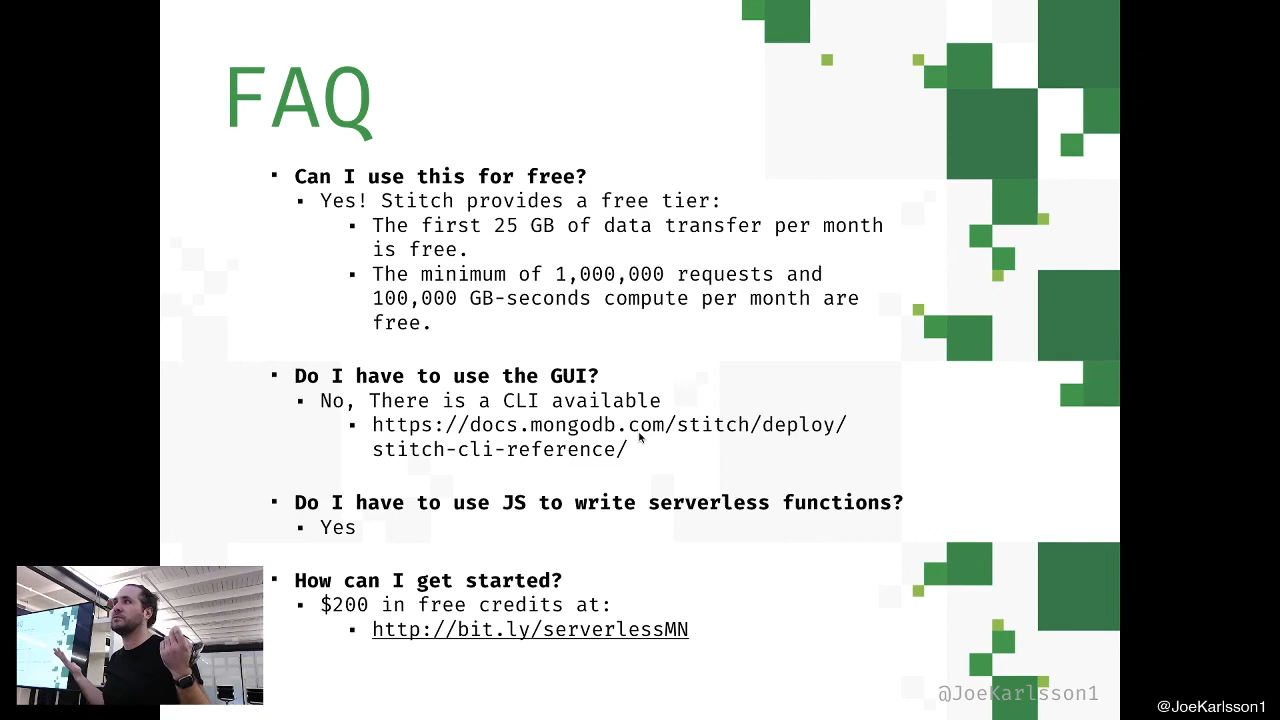 FAQ
▪ Can I use this for free?
▪ Yes! Stitch provides a free tier:
▪ The first 25 GB of data transfer per month
is free.
▪ The minimum of 1,000,000 requests and
100,000 GB-seconds compute per month are
free.
▪ Do I have to use the GUI?
▪ No, There is a CLI available
▪ https://docs.mongodb.com/stitch/deploy/
stitch-cli-reference/
▪ Do I have to use JS to write serverless functions?
▪ Yes
▪ How can I get started?
▪ $200 in free credits at:
▪ http://bit.ly/serverlessMN
@JoeKarlsson1
@JoeKarlsson1